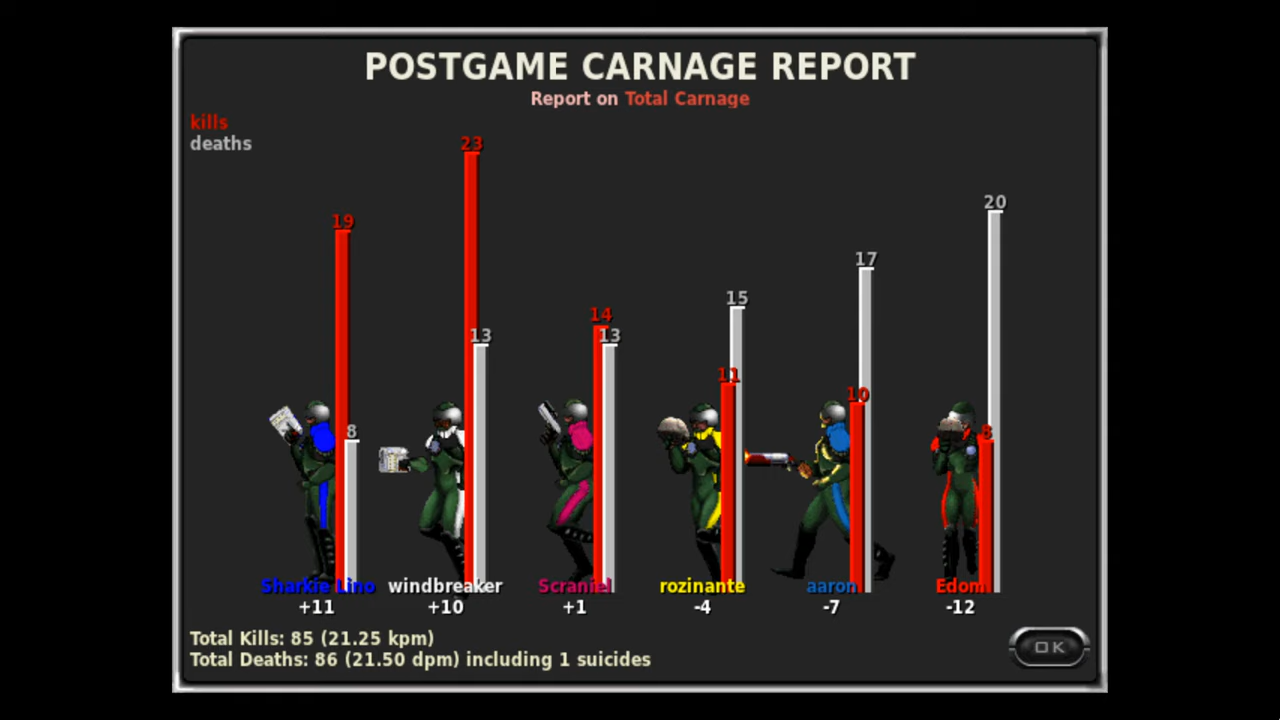 POSTGAME CARNAGE REPORT
Report on Total Carnage
kills
deaths
23
20
19
17
15
14
13 13
11
10
8 8
Sharkie Lino windbreaker Scraniel rozinante aaron Edom
+11 +10 +1 -4 -7 -12
Total Kills: 85 (21.25 kpm)
Total Deaths: 86 (21.50 dpm) including 1 suicides
OK